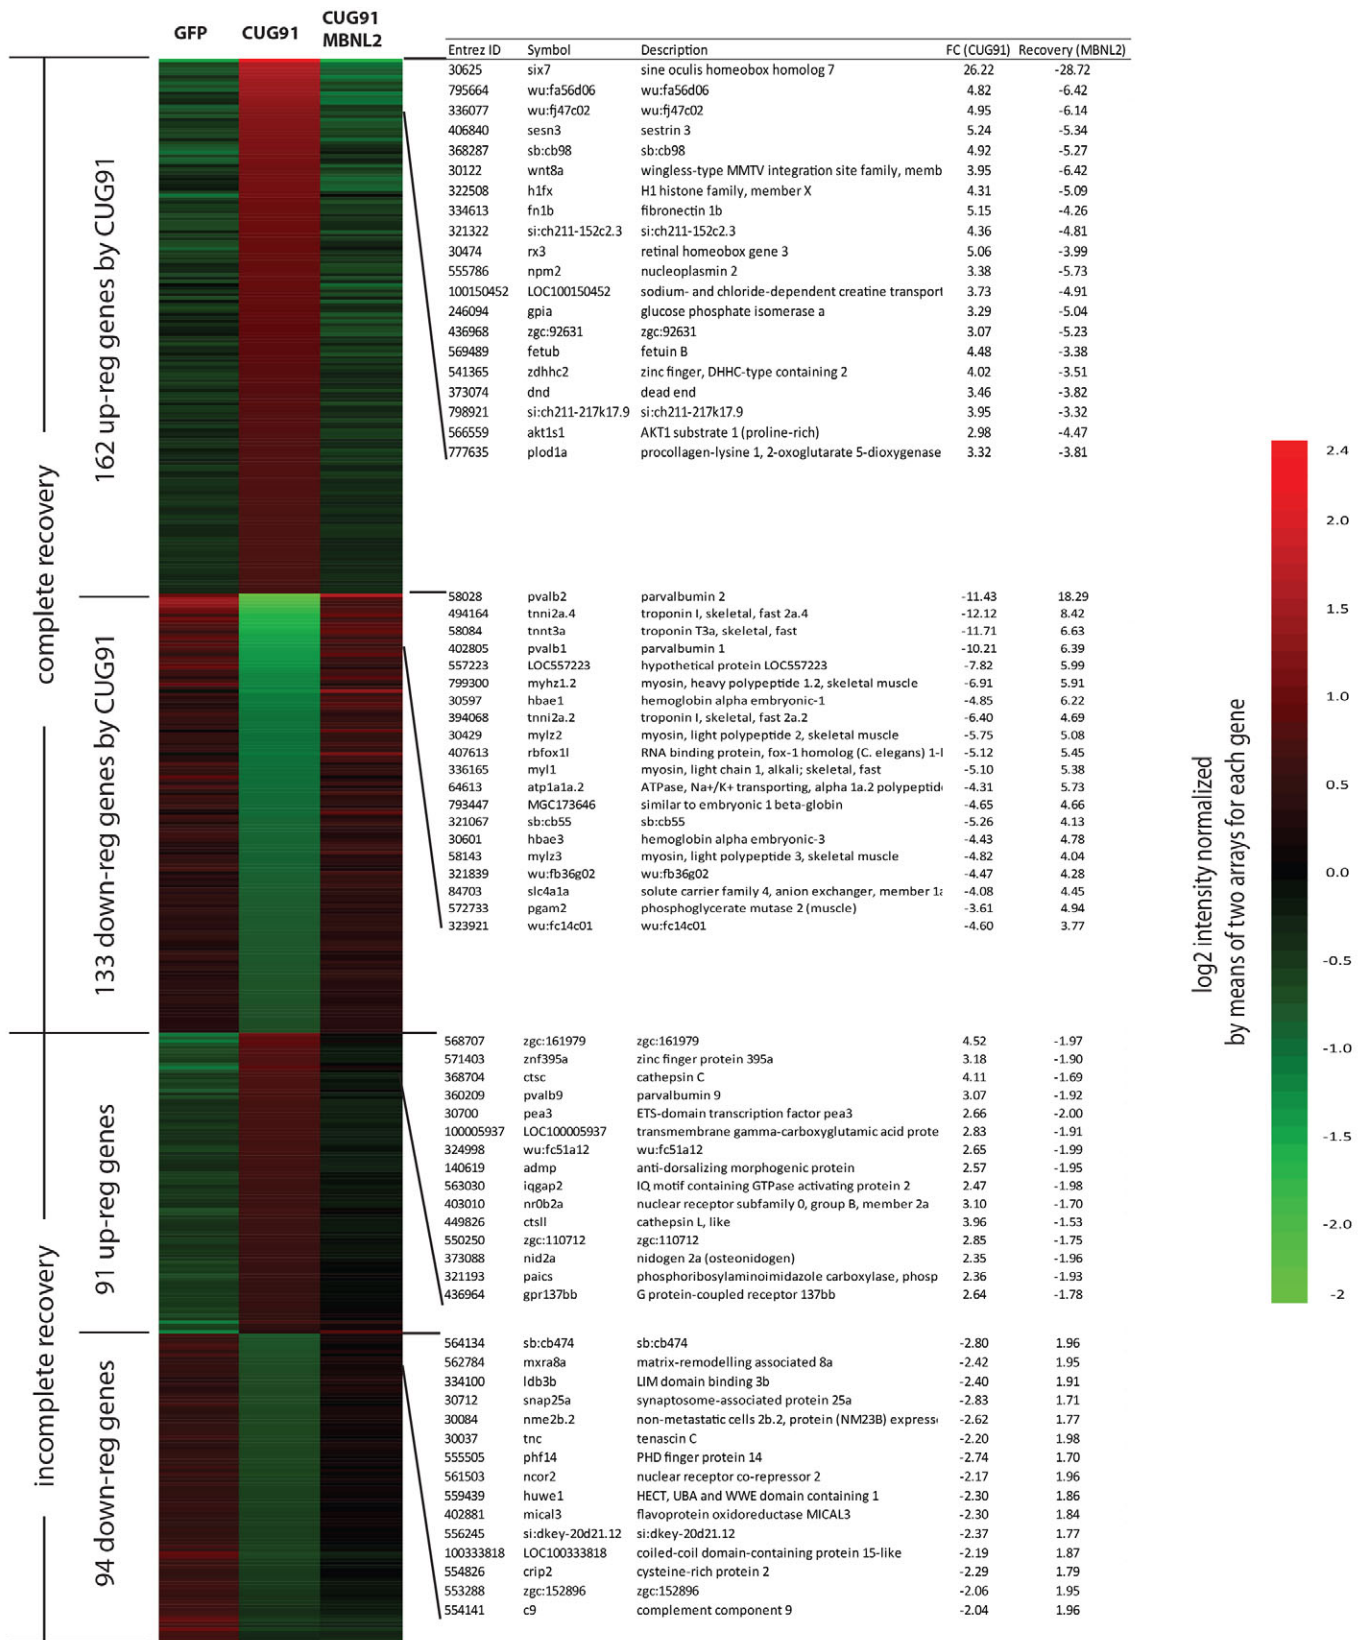 GFP CUG91 CUG91 MBNL2
Entrez ID Symbol Description FC (CUG91) Recovery (MBNL2)
30625 six7 sine oculis homeobox homolog 7 26.22 -28.72
795664 wu:fa56d06 wu:fa56d06 4.82 -6.42
336077 wu:fj47c02 wu:fj47c02 4.95 -6.14
406840 sesn3 sestrin 3 5.24 -5.34
368287 sb:cb98 sb:cb98 4.92 -5.27
30122 wnt8a wingless-type MMTV integration site family, memb 3.95 -6.42
322508 h1fx H1 histone family, member X 4.31 -5.09
334613 fn1b fibronectin 1b 5.15 -4.26
321322 si:ch211-152c2.3 si:ch211-152c2.3 4.36 -4.81
30474 rx3 retinal homeobox gene 3 5.06 -3.99
555786 npm2 nucleoplasmin 2 3.38 -5.73
100150452 LOC100150452 sodium- and chloride-dependent creatine transport 3.73 -4.91
246094 gpia glucose phosphate isomerase a 3.29 -5.04
436968 zgc:92631 zgc:92631 3.07 -5.23
569489 fetub fetuin B 4.48 -3.38
541365 zdhhc2 zinc finger, DHHC-type containing 2 4.02 -3.51
373074 dnd dead end 3.46 -3.82
798921 si:ch211-217k17.9 si:ch211-217k17.9 3.95 -3.32
566559 akt1s1 AKT1 substrate 1 (proline-rich) 2.98 -4.47
777635 plod1a procollagen-lysine 1, 2-oxoglutarate 5-dioxygenase 3.32 -3.81
58028 pvalb2 parvalbumin 2 -11.43 18.29
494164 tnni2a.4 troponin I, skeletal, fast 2a.4 -12.12 8.42
58084 tnnt3a troponin T3a, skeletal, fast -11.71 6.63
402805 pvalb1 parvalbumin 1 -10.21 6.39
557223 LOC557223 hypothetical protein LOC557223 -7.82 5.99
799300 myhz1.2 myosin, heavy polypeptide 1.2, skeletal muscle -6.91 5.91
30597 hbae1 hemoglobin alpha embryonic-1 -4.85 6.22
394068 tnni2a.2 troponin I, skeletal, fast 2a.2 -6.40 4.69
30429 mylz2 myosin, light polypeptide 2, skeletal muscle -5.75 5.08
407613 rbfox1l RNA binding protein, fox-1 homolog (C. elegans) 1-l -5.12 5.45
336165 myl1 myosin, light chain 1, alkali; skeletal, fast -5.10 5.38
64613 atp1a1a.2 ATPase, Na+/K+ transporting, alpha 1a.2 polypeptid -4.31 5.73
793447 MGC173646 similar to embryonic 1 beta-globin -4.65 4.66
321067 sb:cb55 sb:cb55 -5.26 4.13
30601 hbae3 hemoglobin alpha embryonic-3 -4.43 4.78
58143 mylz3 myosin, light polypeptide 3, skeletal muscle -4.82 4.04
321839 wu:fb36g02 wu:fb36g02 -4.47 4.28
84703 slc4a1a solute carrier family 4, anion exchanger, member 1a -4.08 4.45
572733 pgam2 phosphoglycerate mutase 2 (muscle) -3.61 4.94
323921 wu:fc14c01 wu:fc14c01 -4.60 3.77
568707 zgc:161979 zgc:161979 4.52 -1.97
571403 znf395a zinc finger protein 395a 3.18 -1.90
368704 ctsc cathepsin C 4.11 -1.69
360209 pvalb9 parvalbumin 9 3.07 -1.92
30700 pea3 ETS-domain transcription factor pea3 2.66 -2.00
100005937 LOC100005937 transmembrane gamma-carboxyglutamic acid prote 2.83 -1.91
324998 wu:fc51a12 wu:fc51a12 2.65 -1.99
140619 admp anti-dorsalizing morphogenic protein 2.57 -1.95
563030 iqgap2 IQ motif containing GTPase activating protein 2 2.47 -1.98
403010 nr0b2a nuclear receptor subfamily 0, group B, member 2a 3.10 -1.70
449826 ctsll cathepsin L, like 3.96 -1.53
550250 zgc:110712 zgc:110712 2.85 -1.75
373088 nid2a nidogen 2a (osteonidogen) 2.35 -1.96
321193 paics phosphoribosylaminoimidazole carboxylase, phosp 2.36 -1.93
436964 gpr137bb G protein-coupled receptor 137bb 2.64 -1.78
564134 sb:cb474 sb:cb474 -2.80 1.96
562784 mxra8a matrix-remodelling associated 8a -2.42 1.95
334100 ldb3b LIM domain binding 3b -2.40 1.91
30712 snap25a synaptosome-associated protein 25a -2.83 1.71
30084 nme2b.2 non-metastatic cells 2b.2, protein (NM23B) express -2.62 1.77
30037 tnc tenascin C -2.20 1.98
555505 phf14 PHD finger protein 14 -2.74 1.70
561503 ncor2 nuclear receptor co-repressor 2 -2.17 1.96
559439 huwe1 HECT, UBA and WWE domain containing 1 -2.30 1.86
402881 mical3 flavoprotein oxidoreductase MICAL3 -2.30 1.84
556245 si:dkey-20d21.12 si:dkey-20d21.12 -2.37 1.77
100333818 LOC100333818 coiled-coil domain-containing protein 15-like -2.19 1.87
554826 crip2 cysteine-rich protein 2 -2.29 1.79
553288 zgc:152896 zgc:152896 -2.06 1.95
554141 c9 complement component 9 -2.04 1.96
complete recovery
162 up-reg genes by CUG91
133 down-reg genes by CUG91
incomplete recovery
91 up-reg genes
94 down-reg genes
log2 intensity normalized
by means of two arrays for each gene
2.4
2.0
1.5
1.0
0.5
0.0
-0.5
-1.0
-1.5
-2.0
-2